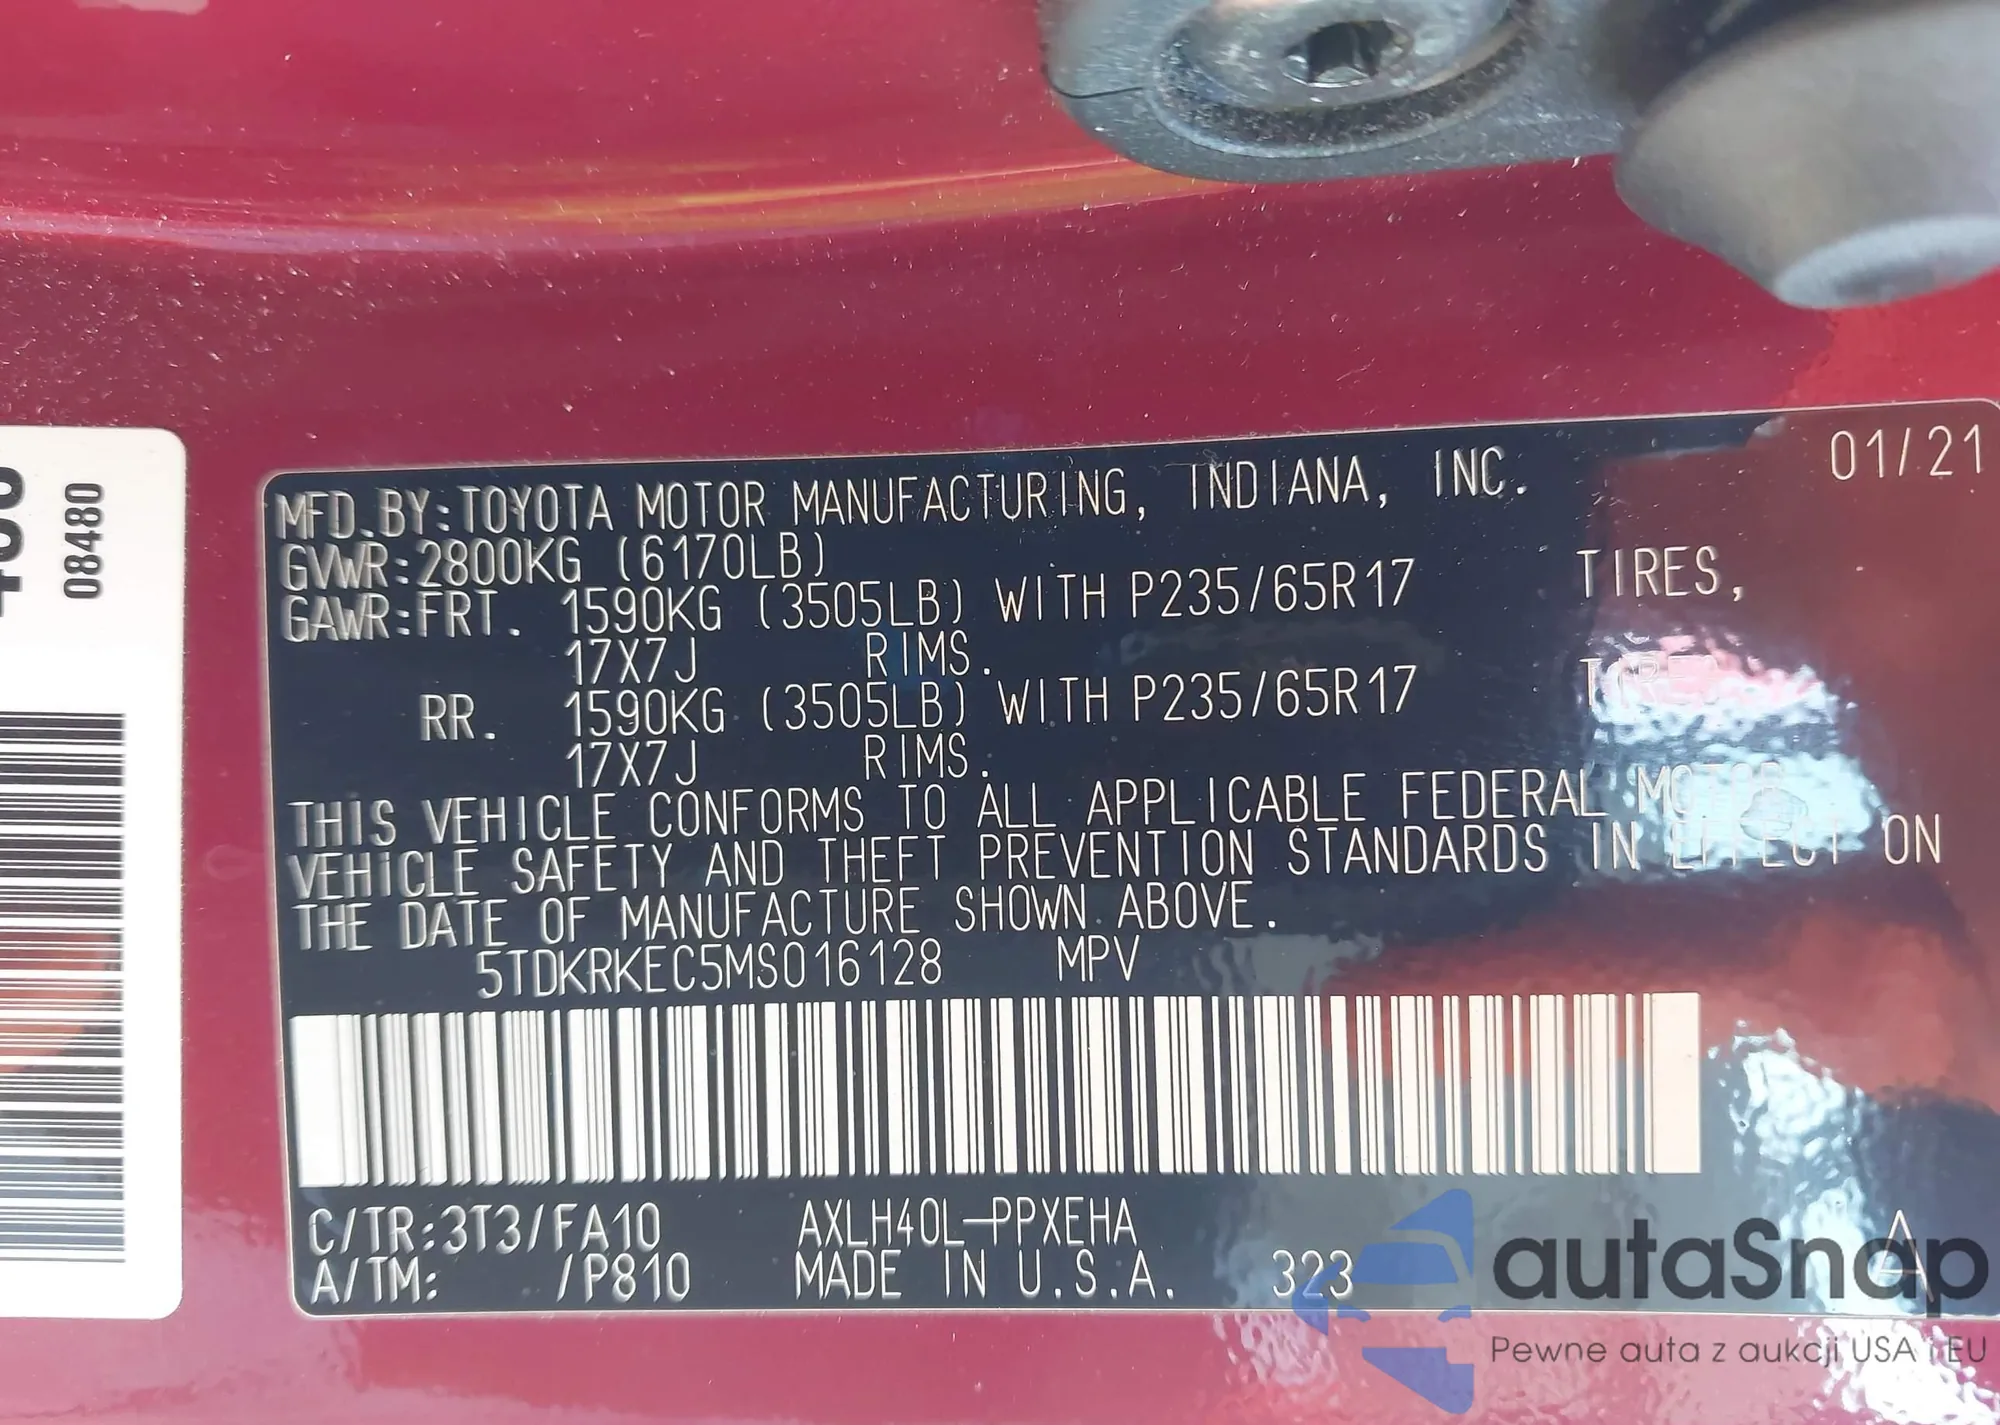 08480
01/21
MFD.BY:TOYOTA MOTOR MANUFACTURING, INDIANA, INC.
GVWR:2800KG (6170LB)
GAWR:FRT. 1590KG (3505LB) WITH P235/65R17 TIRES,
17X7J RIMS.
RR. 1590KG (3505LB) WITH P235/65R17 TIRES
17X7J RIMS.
THIS VEHICLE CONFORMS TO ALL APPLICABLE FEDERAL MOTOR
VEHICLE SAFETY AND THEFT PREVENTION STANDARDS IN EFFECT ON
THE DATE OF MANUFACTURE SHOWN ABOVE.
5TDKRKEC5MS016128 MPV
C/TR:3T3/FA10 AXLH40L-PPXEHA
A/TM: /P810 MADE IN U.S.A. 323 A
autaSnap
Pewne auta z aukcji USA i EU